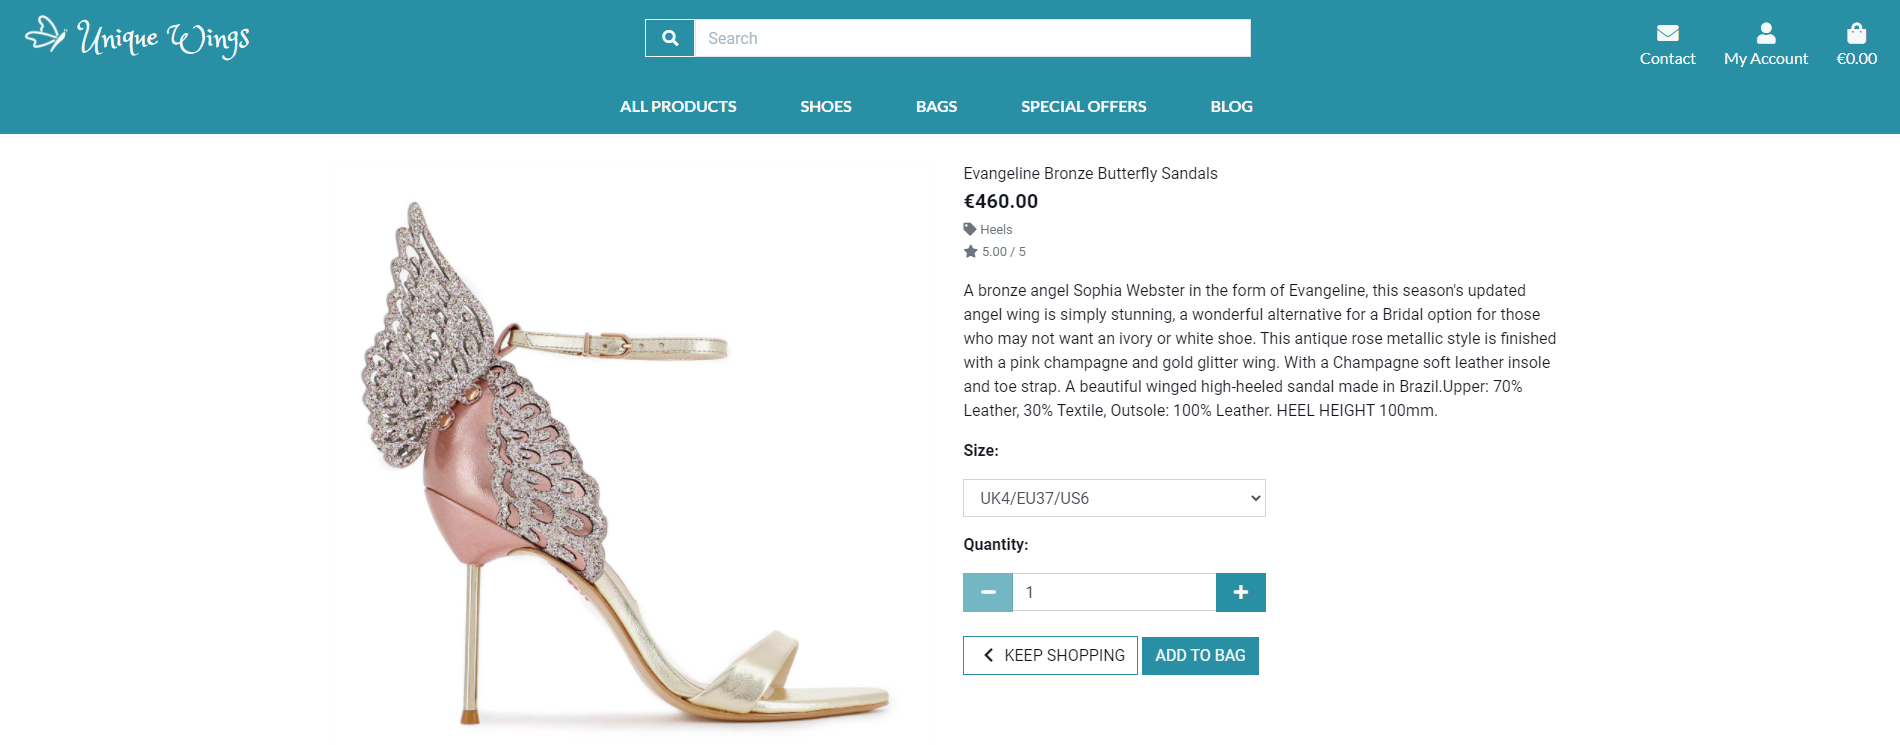 Unique Wings
Search
Contact
My Account
€0.00
ALL PRODUCTS
SHOES
BAGS
SPECIAL OFFERS
BLOG
Evangeline Bronze Butterfly Sandals
€460.00
Heels
5.00 / 5
A bronze angel Sophia Webster in the form of Evangeline, this season's updated
angel wing is simply stunning, a wonderful alternative for a Bridal option for those
who may not want an ivory or white shoe. This antique rose metallic style is finished
with a pink champagne and gold glitter wing. With a Champagne soft leather insole
and toe strap. A beautiful winged high-heeled sandal made in Brazil.Upper: 70%
Leather, 30% Textile, Outsole: 100% Leather. HEEL HEIGHT 100mm.
Size:
UK4/EU37/US6
Quantity:
1
KEEP SHOPPING
ADD TO BAG